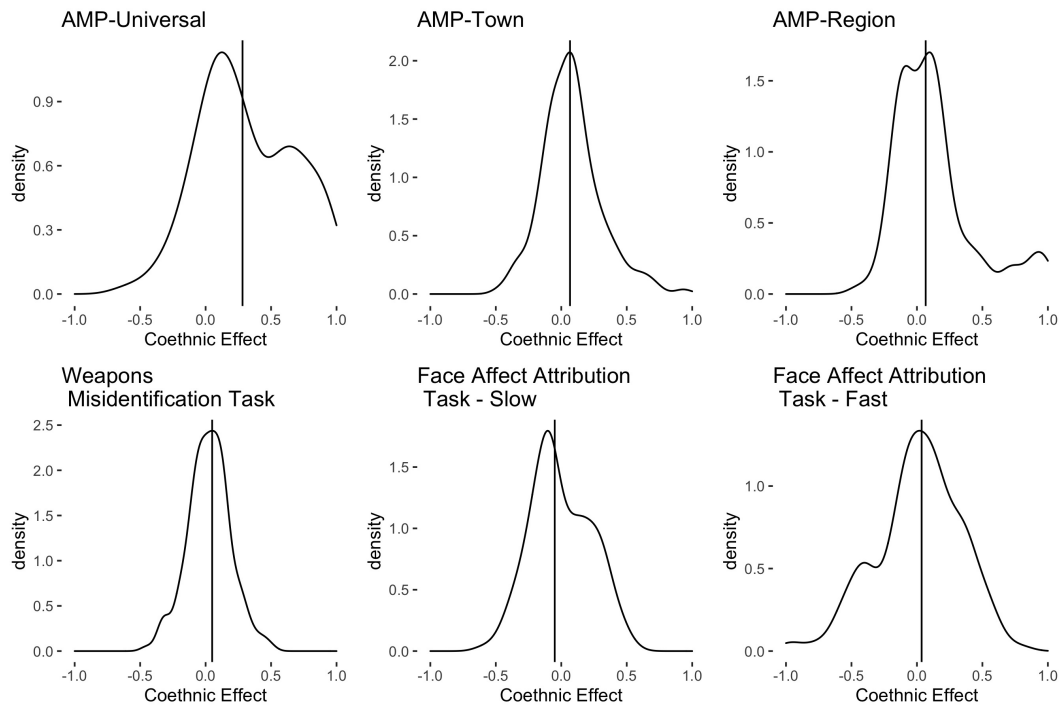 AMP-Universal
density
0.9
0.6
0.3
0.0
-1.0 -0.5 0.0 0.5 1.0
Coethnic Effect
AMP-Town
density
2.0
1.5
1.0
0.5
0.0
-1.0 -0.5 0.0 0.5 1.0
Coethnic Effect
AMP-Region
density
1.5
1.0
0.5
0.0
-1.0 -0.5 0.0 0.5 1.0
Coethnic Effect
Weapons
Misidentification Task
density
2.5
2.0
1.5
1.0
0.5
0.0
-1.0 -0.5 0.0 0.5 1.0
Coethnic Effect
Face Affect Attribution
Task - Slow
density
1.5
1.0
0.5
0.0
-1.0 -0.5 0.0 0.5 1.0
Coethnic Effect
Face Affect Attribution
Task - Fast
density
1.0
0.5
0.0
-1.0 -0.5 0.0 0.5 1.0
Coethnic Effect